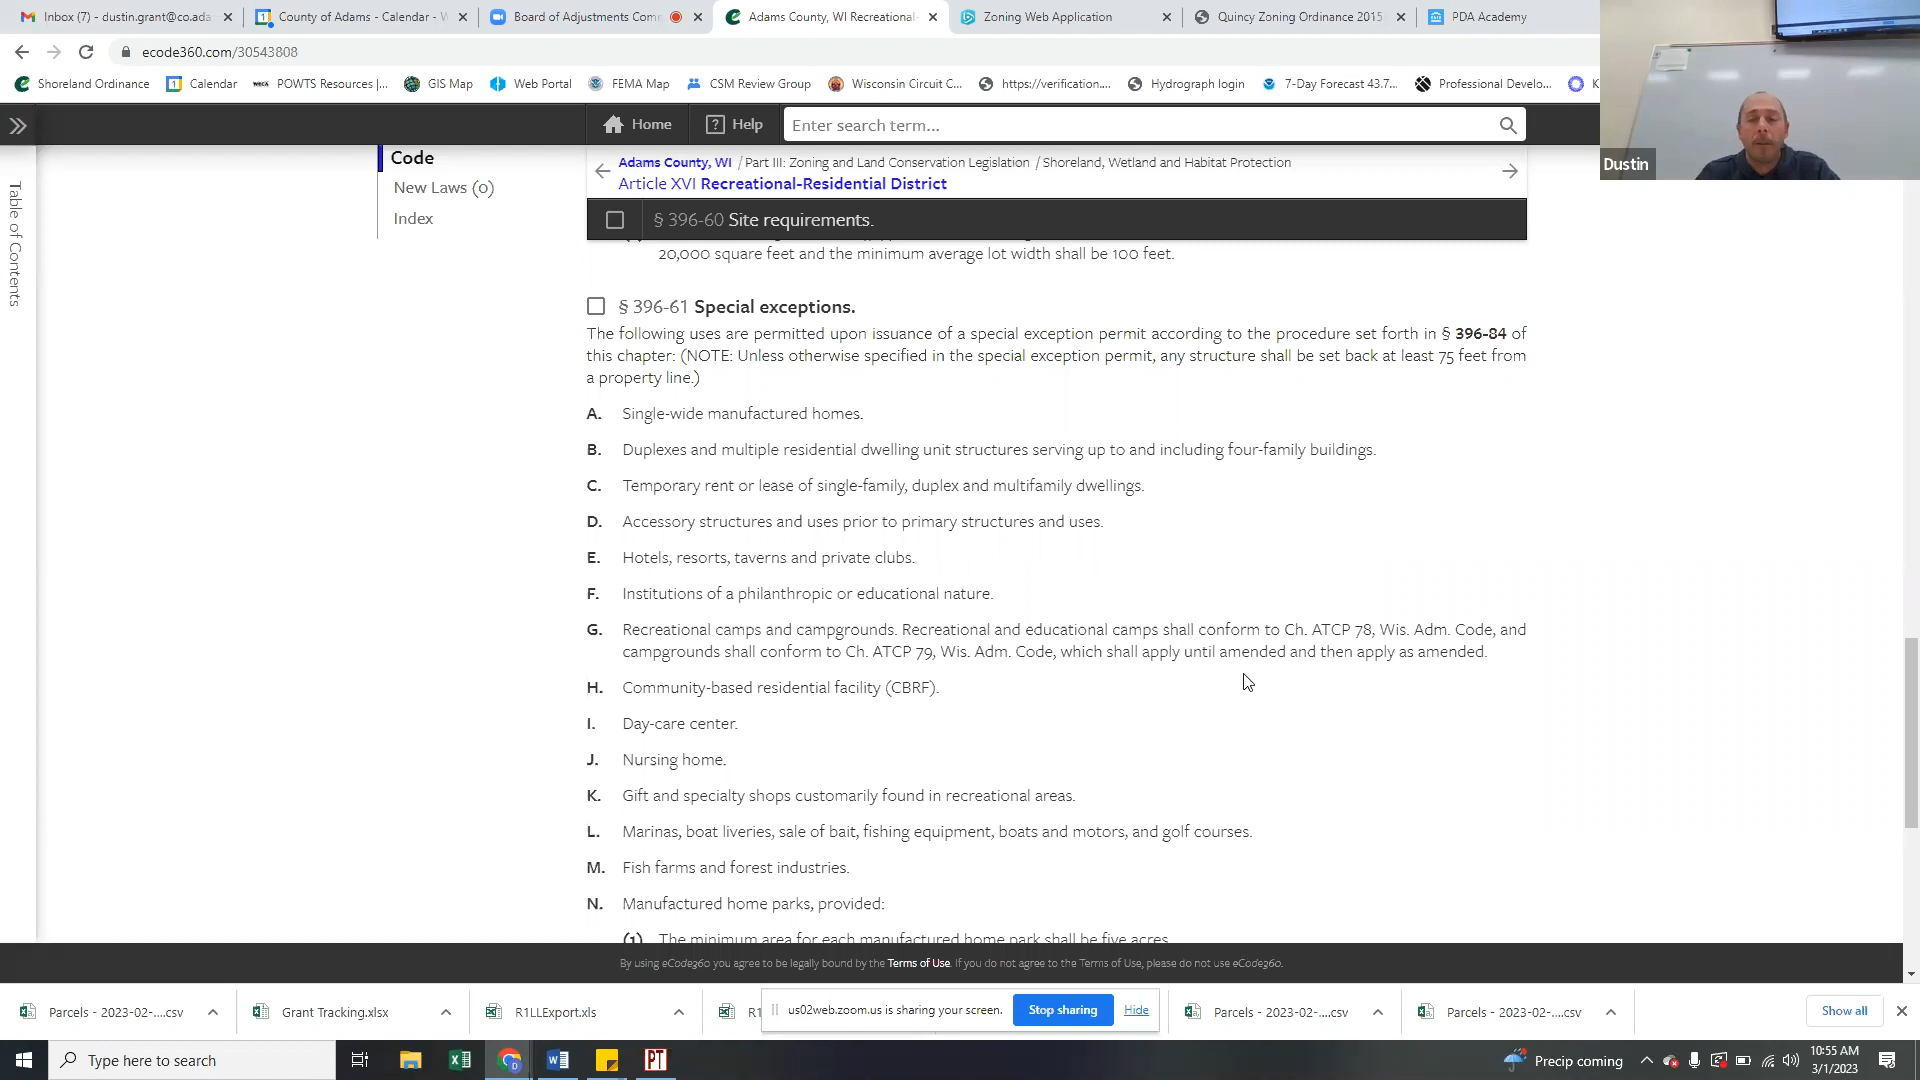 Inbox (7) - dustin.grant@co.ada
County of Adams - Calendar - W
Board of Adjustments Com
Adams County, WI Recreational-
Zoning Web Application
Quincy Zoning Ordinance 2015
PDA Academy
ecode360.com/30543808
Shoreland Ordinance
Calendar
POWTS Resources |...
GIS Map
Web Portal
FEMA Map
CSM Review Group
Wisconsin Circuit C...
https://verification....
Hydrograph login
7-Day Forecast 43.7...
Professional Develo...
K
Dustin
Home
Help
Enter search term...
Table of Contents
Code
New Laws (0)
Index
Adams County, WI / Part III: Zoning and Land Conservation Legislation / Shoreland, Wetland and Habitat Protection
Article XVI Recreational-Residential District
§ 396-60 Site requirements.
20,000 square feet and the minimum average lot width shall be 100 feet.
§ 396-61 Special exceptions.
The following uses are permitted upon issuance of a special exception permit according to the procedure set forth in § 396-84 of
this chapter: (NOTE: Unless otherwise specified in the special exception permit, any structure shall be set back at least 75 feet from
a property line.)
A. Single-wide manufactured homes.
B. Duplexes and multiple residential dwelling unit structures serving up to and including four-family buildings.
C. Temporary rent or lease of single-family, duplex and multifamily dwellings.
D. Accessory structures and uses prior to primary structures and uses.
E. Hotels, resorts, taverns and private clubs.
F. Institutions of a philanthropic or educational nature.
G. Recreational camps and campgrounds. Recreational and educational camps shall conform to Ch. ATCP 78, Wis. Adm. Code, and
campgrounds shall conform to Ch. ATCP 79, Wis. Adm. Code, which shall apply until amended and then apply as amended.
H. Community-based residential facility (CBRF).
I. Day-care center.
J. Nursing home.
K. Gift and specialty shops customarily found in recreational areas.
L. Marinas, boat liveries, sale of bait, fishing equipment, boats and motors, and golf courses.
M. Fish farms and forest industries.
N. Manufactured home parks, provided:
(1) The minimum area for each manufactured home park shall be five acres.
By using eCode360 you agree to be legally bound by the Terms of Use. If you do not agree to the Terms of Use, please do not use eCode360.
Parcels - 2023-02-....csv
Grant Tracking.xlsx
R1LLExport.xls
R1
us02web.zoom.us is sharing your screen.
Stop sharing
Hide
Parcels - 2023-02-....csv
Parcels - 2023-02-....csv
Show all
Type here to search
PT
Precip coming
10:55 AM
3/1/2023